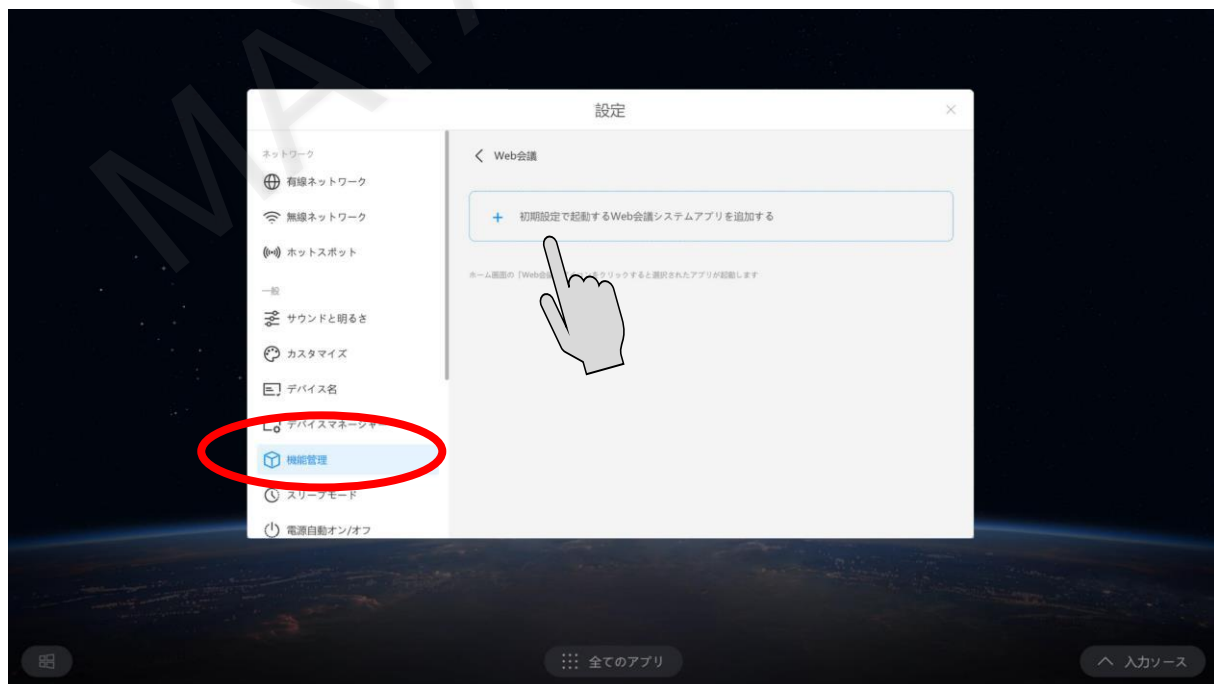 設定
ネットワーク
有線ネットワーク
無線ネットワーク
ホットスポット
一般
サウンドと明るさ
カスタマイズ
デバイス名
デバイスマネージャー
機能管理
スリープモード
電源自動オン/オフ
Web会議
初期設定で起動するWeb会議システムアプリを追加する
ホーム画面の「Web会議
をクリックすると選択されたアプリが起動します
全てのアプリ
入力ソース